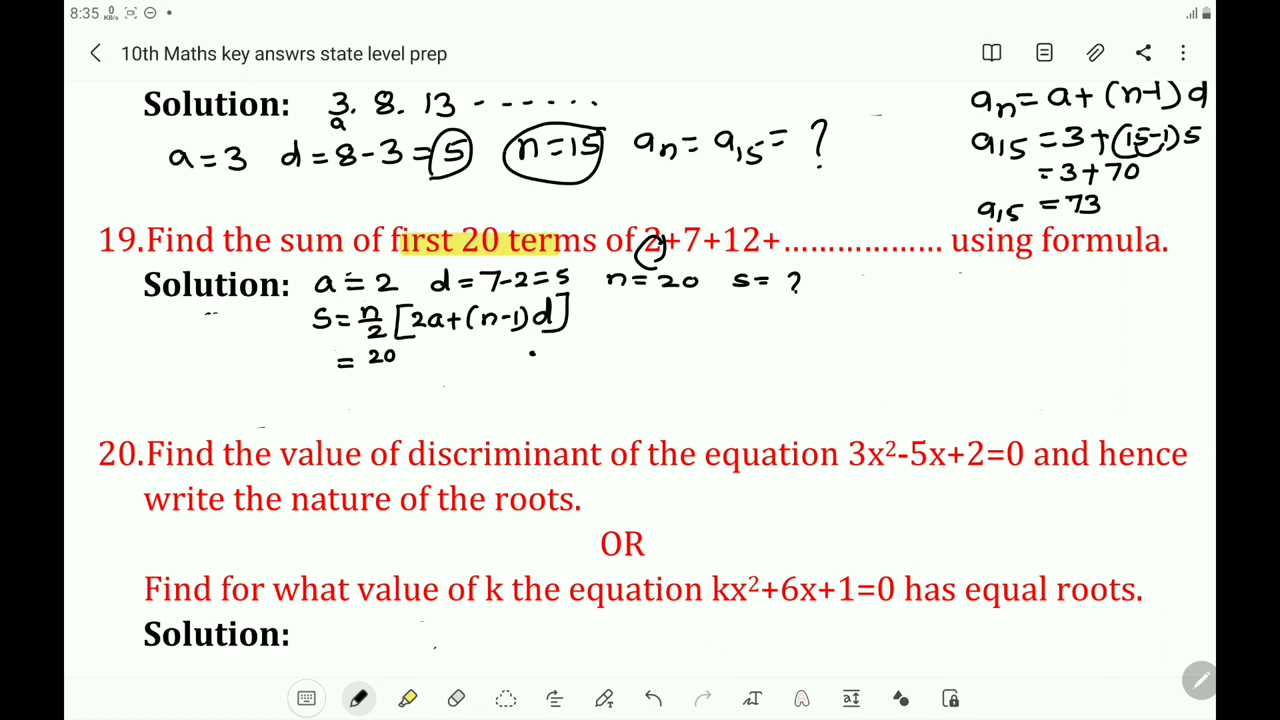 8:35 0 KB/s
10th Maths key answrs state level prep
Solution: 3. 8. 13 - - - - - - . .
a
a = 3 d = 8 - 3 = 5 n = 15 an = a15 = ?
an = a + (n-1) d
a15 = 3 + (15-1) 5
= 3 + 70
a15 = 73
19.Find the sum of first 20 terms of 2+7+12+………………… using formula.
Solution: a = 2 d = 7-2 = 5 n = 20 s = ?
S = n/2 [2a + (n-1) d]
= 20
20.Find the value of discriminant of the equation 3x²-5x+2=0 and hence
write the nature of the roots.
OR
Find for what value of k the equation kx²+6x+1=0 has equal roots.
Solution: